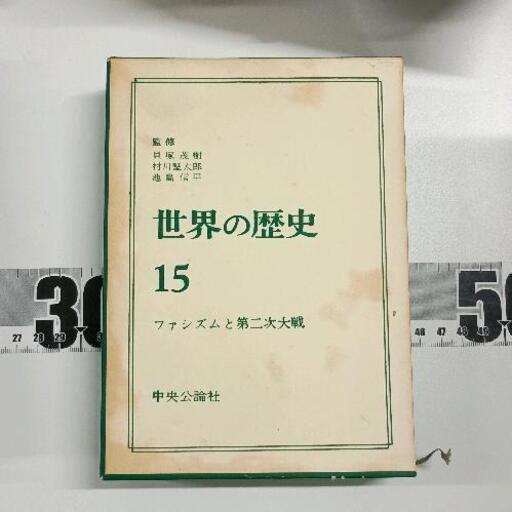 監修
貝塚茂樹
村川堅太郎
池島信平
世界の歴史
15
ファシズムと第二次大戦
中央公論社
30
27 28 29
50
46 47 48 49